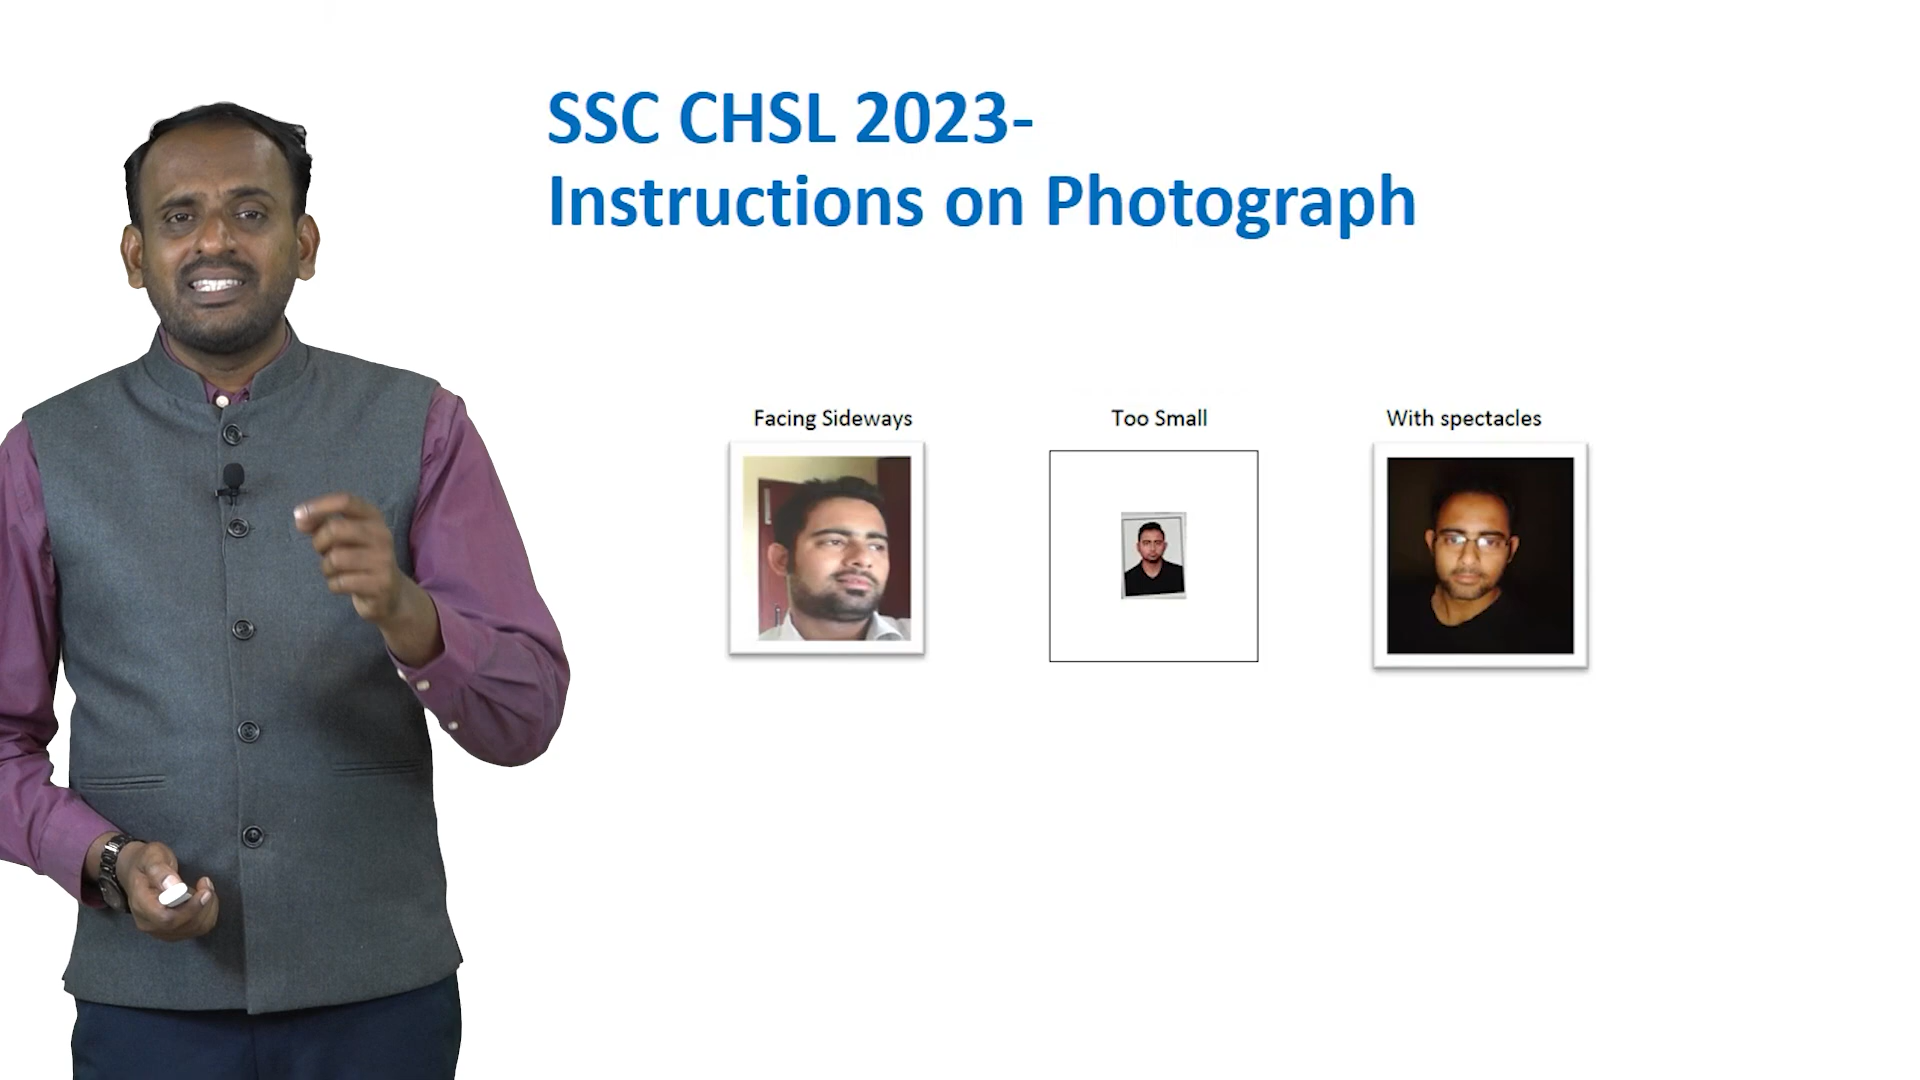 SSC CHSL 2023-
Instructions on Photograph
Facing Sideways
Too Small
With spectacles